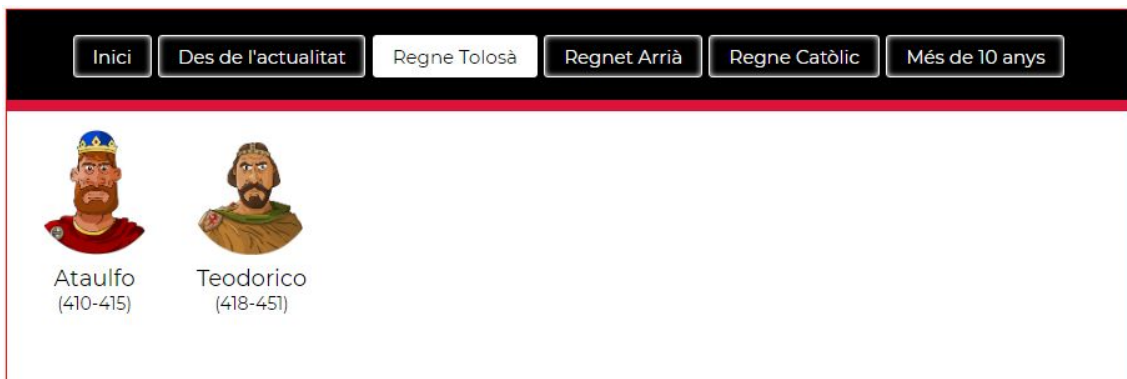 Inici Des de l'actualitat Regne Tolosà Regnet Arrià Regne Catòlic Més de 10 anys
Ataulfo Teodorico
(410-415) (418-451)